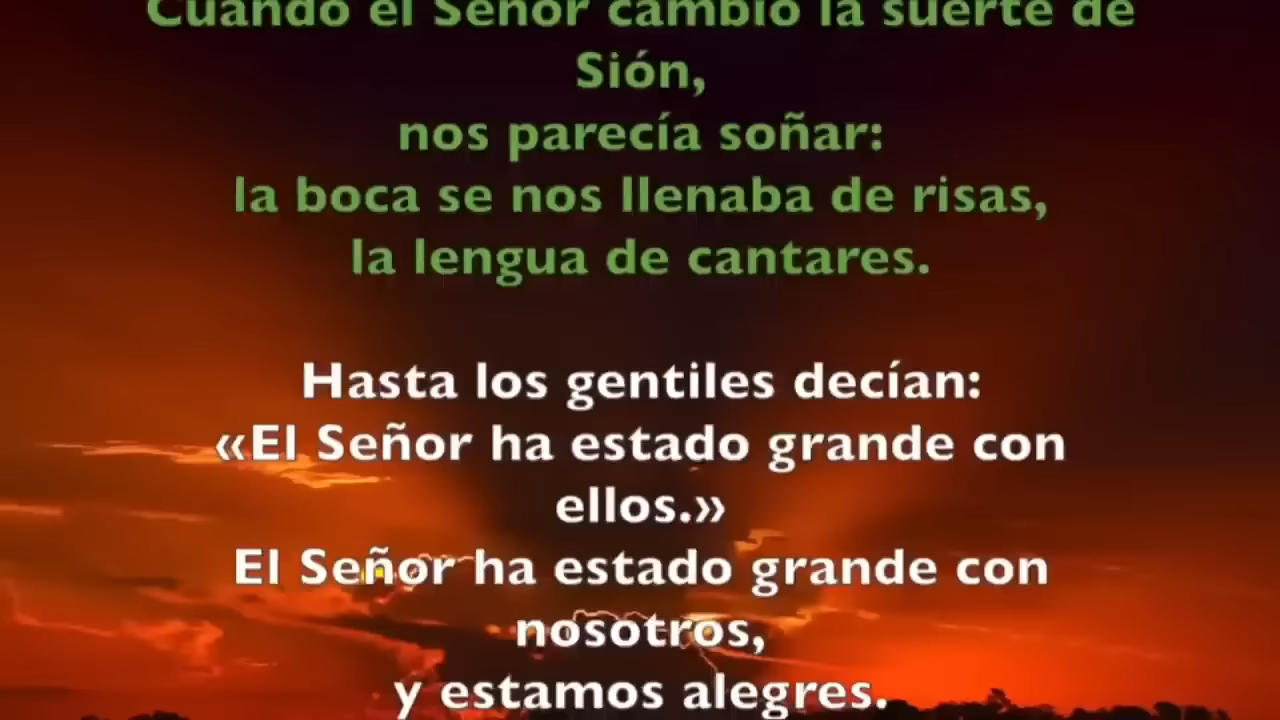 Cuando el Señor cambió la suerte de
Sión,
nos parecía soñar:
la boca se nos llenaba de risas,
la lengua de cantares.
Hasta los gentiles decían:
«El Señor ha estado grande con
ellos.»
El Señor ha estado grande con
nosotros,
y estamos alegres.